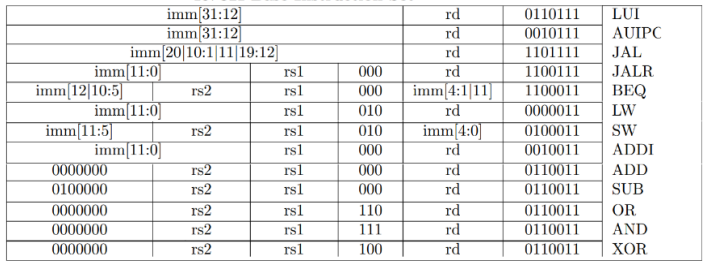 imm[31:12] rd 0110111 LUI
imm[31:12] rd 0010111 AUIPC
imm[20|10:1|11|19:12] rd 1101111 JAL
imm[11:0] rs1 000 rd 1100111 JALR
imm[12|10:5] rs2 rs1 000 imm[4:1|11] 1100011 BEQ
imm[11:0] rs1 010 rd 0000011 LW
imm[11:5] rs2 rs1 010 imm[4:0] 0100011 SW
imm[11:0] rs1 000 rd 0010011 ADDI
0000000 rs2 rs1 000 rd 0110011 ADD
0100000 rs2 rs1 000 rd 0110011 SUB
0000000 rs2 rs1 110 rd 0110011 OR
0000000 rs2 rs1 111 rd 0110011 AND
0000000 rs2 rs1 100 rd 0110011 XOR